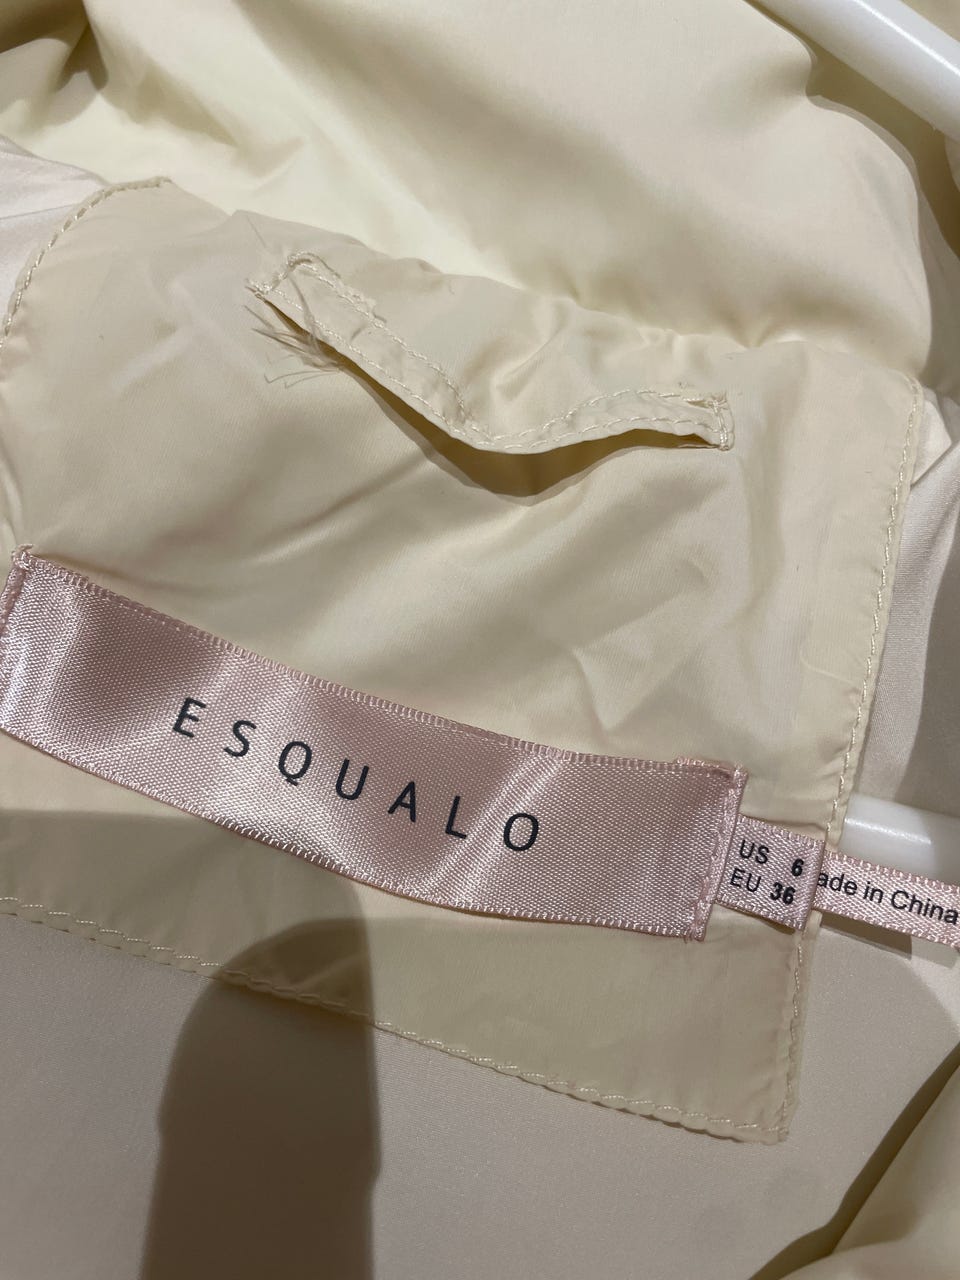 ESQUALO
US 6
EU 36
ade in China